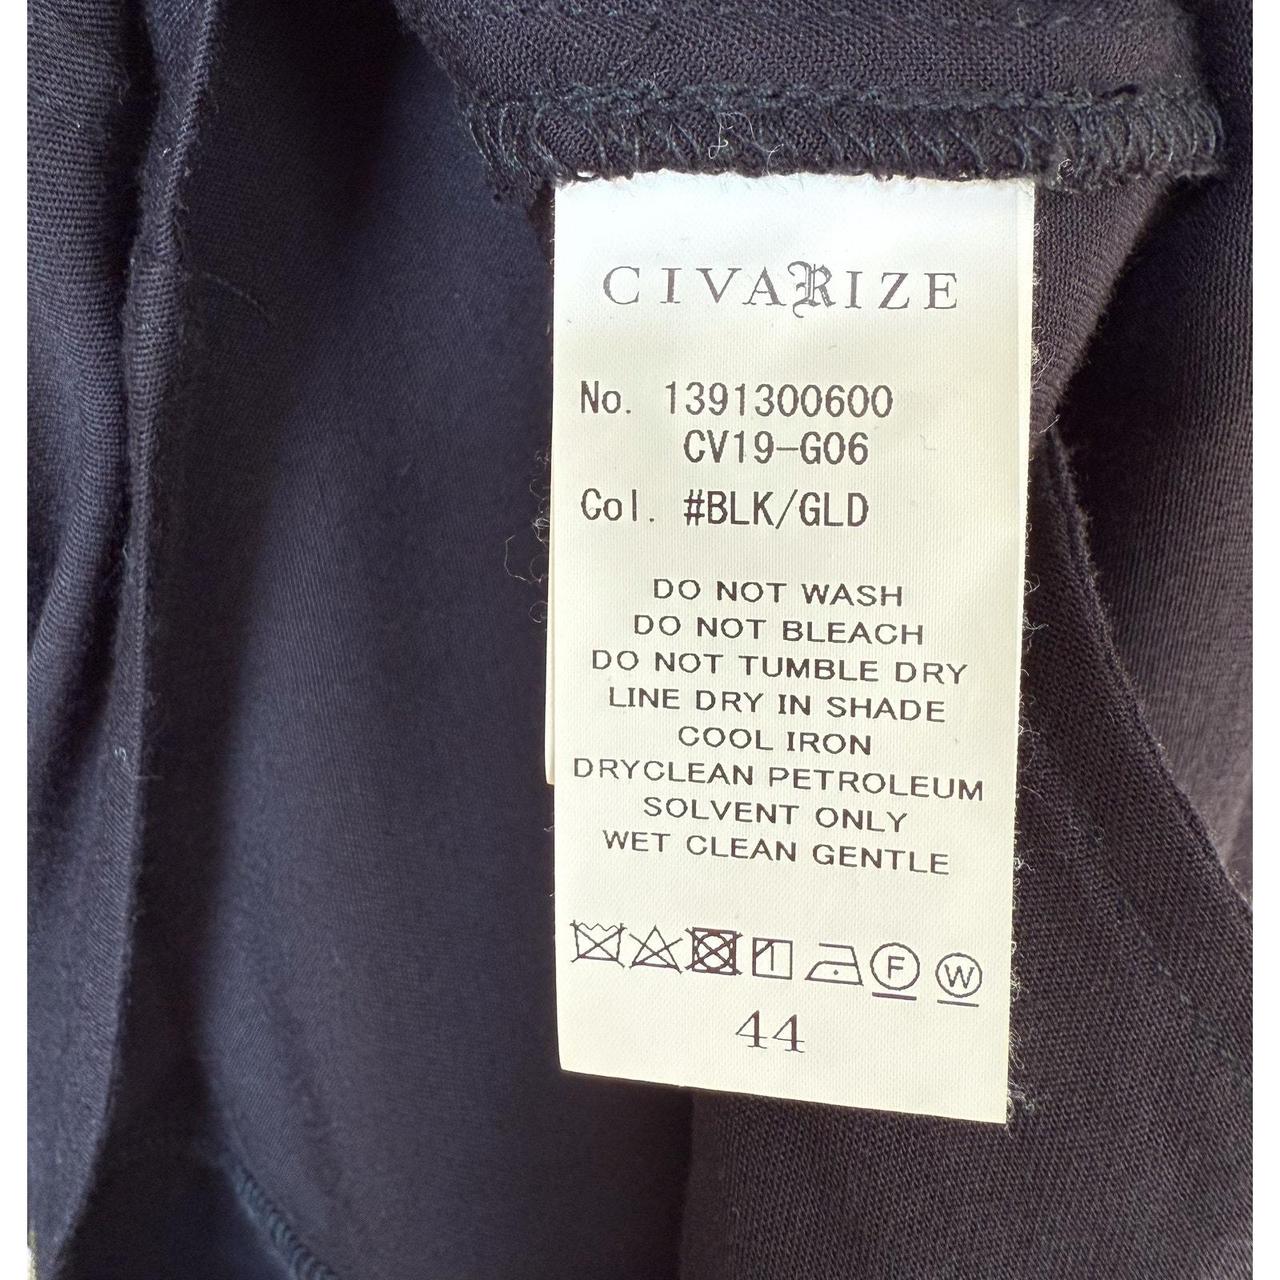 CIVARIZE
No. 1391300600
CV19-G06
Col. #BLK/GLD
DO NOT WASH
DO NOT BLEACH
DO NOT TUMBLE DRY
LINE DRY IN SHADE
COOL IRON
DRYCLEAN PETROLEUM
SOLVENT ONLY
WET CLEAN GENTLE
F W
44